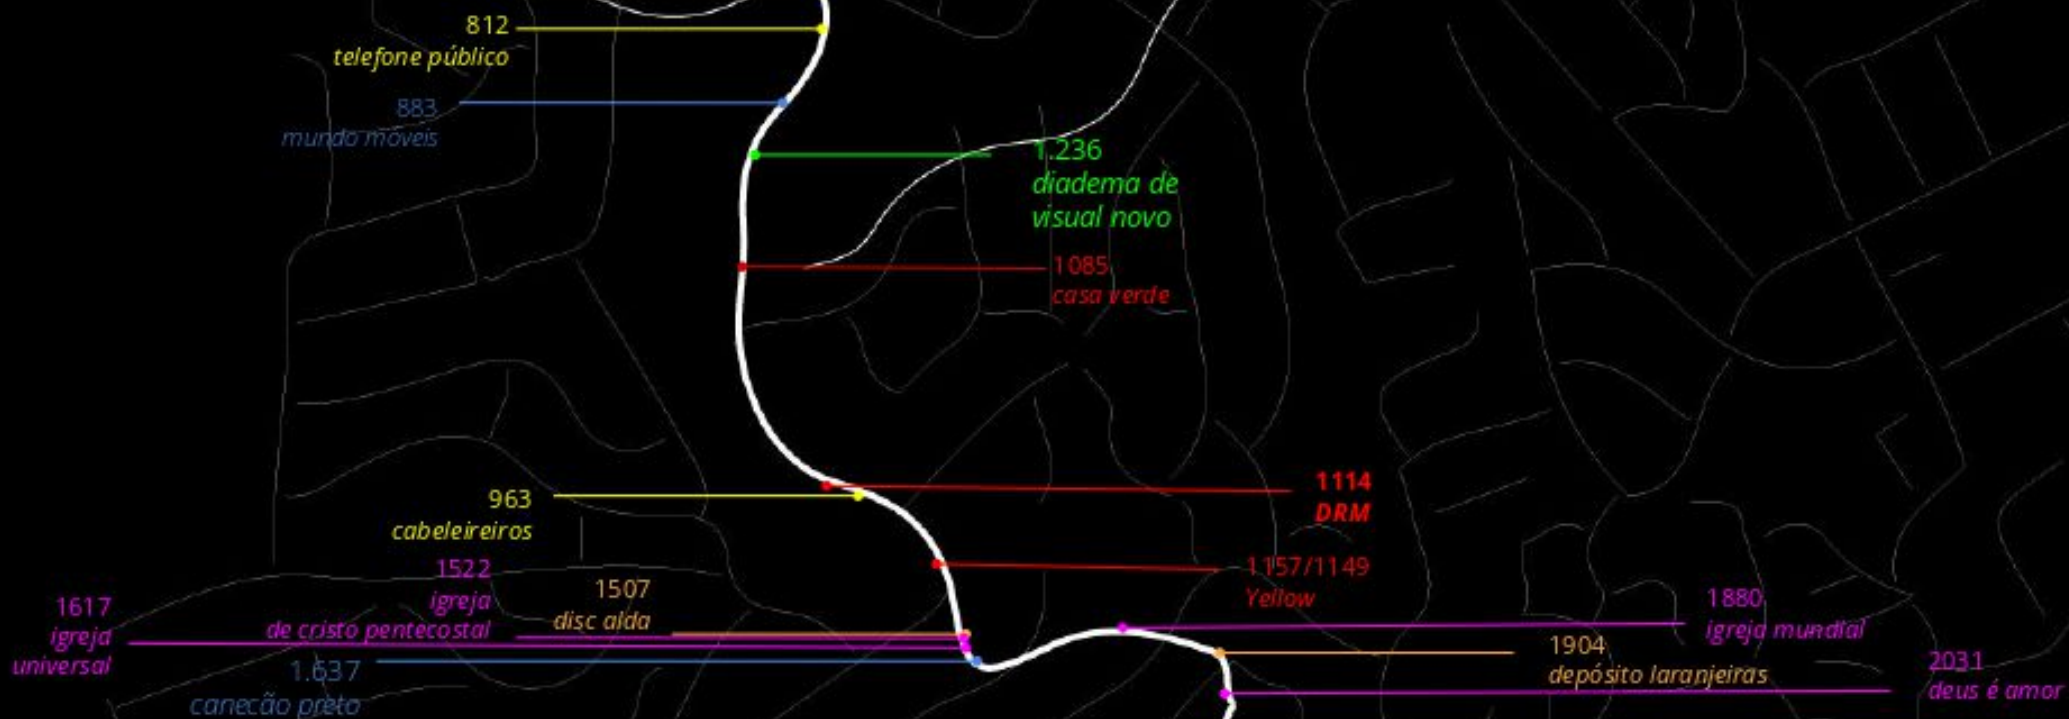 812
telefone público
883
mundo móveis
1.236
diadema de
visual novo
1085
casa verde
1114
DRM
963
cabeleireiros
1157/1149
Yellow
1522
igreja
de cristo pentecostal
1507
disc alda
1617
igreja
universal
1.637
canecão preto
1880
igreja mundial
1904
depósito laranjeiras
2031
deus é amor